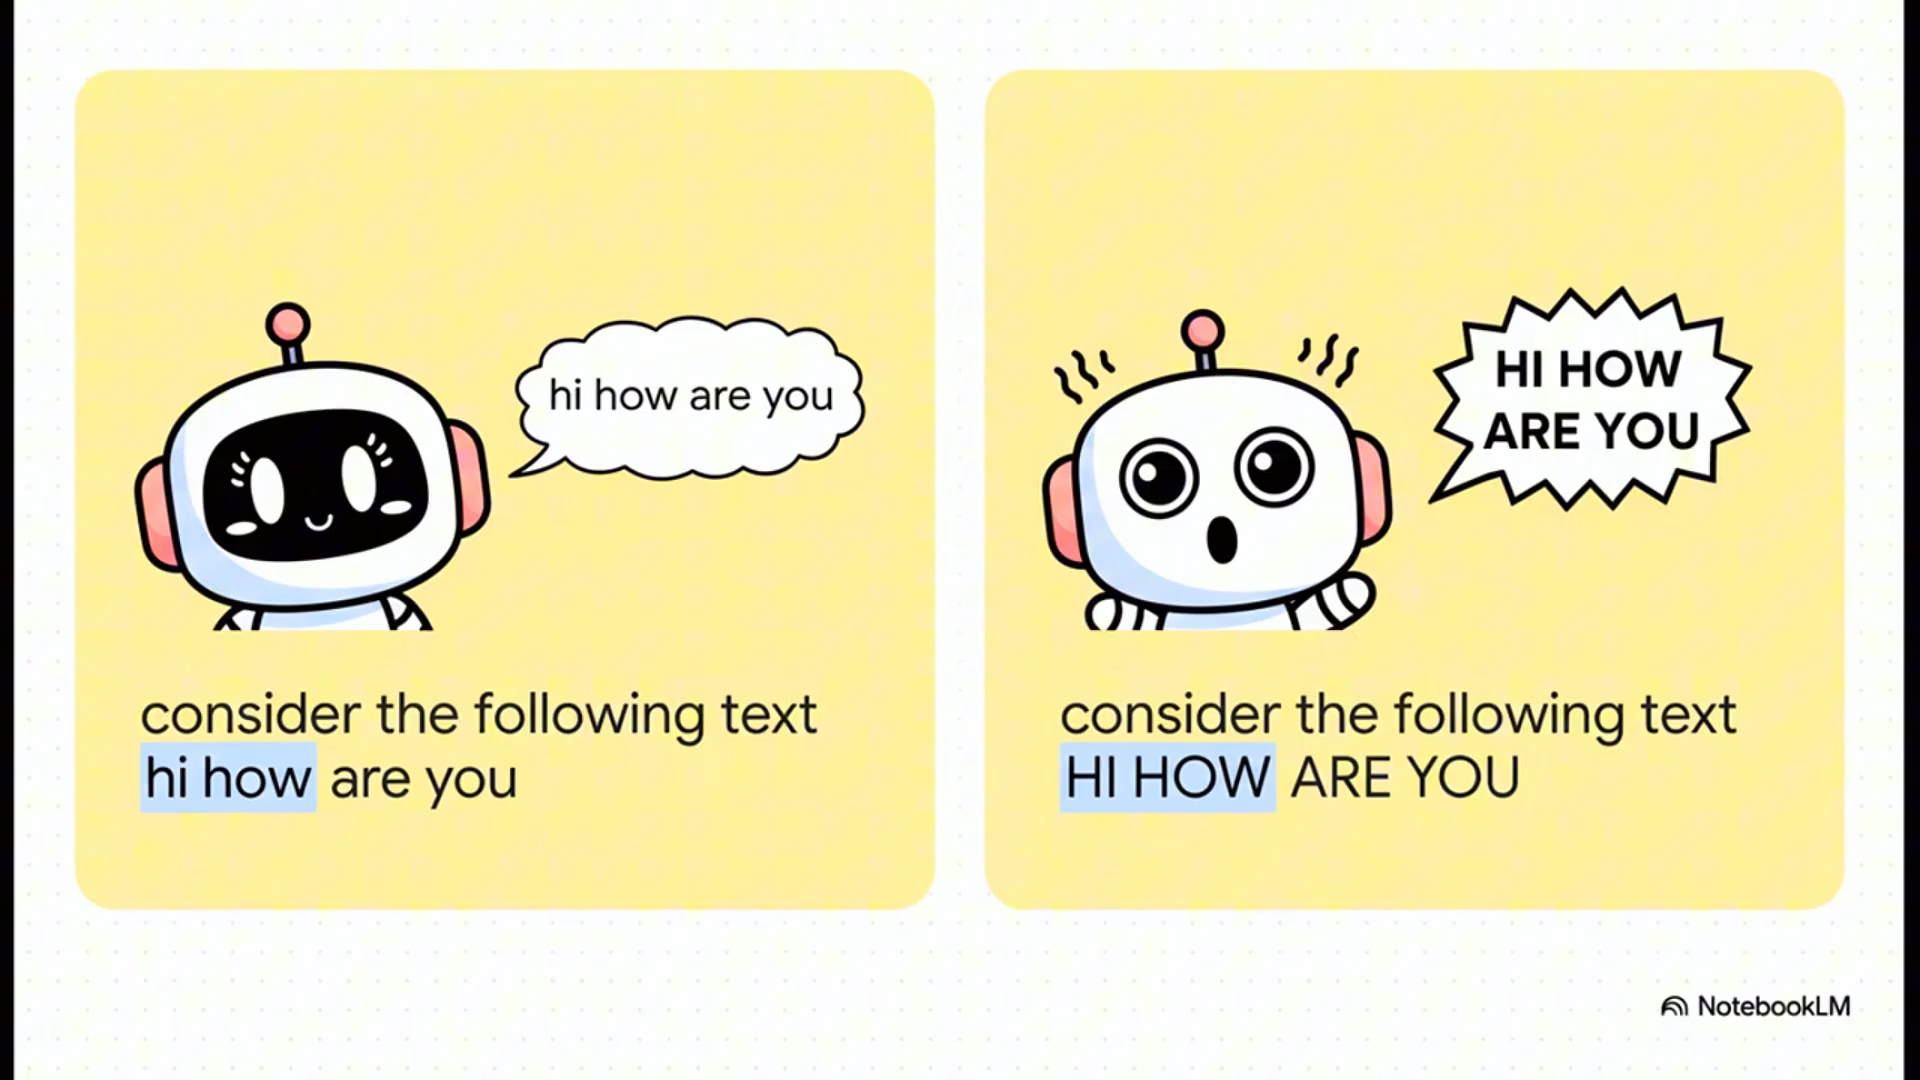 hi how are you
consider the following text
hi how are you
HI HOW
ARE YOU
consider the following text
HI HOW ARE YOU
NotebookLM